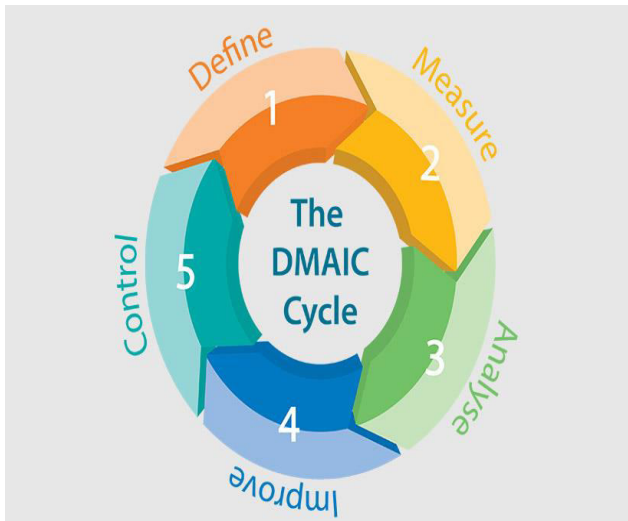 The
DMAIC
Cycle
1
Define
2
Measure
3
Analyse
4
Improve
5
Control